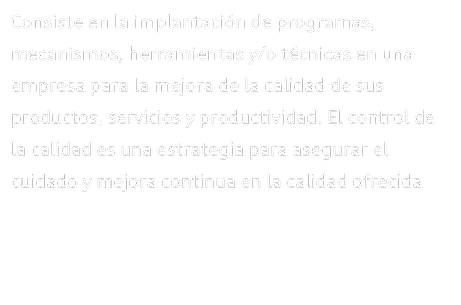 Consiste en la implantación de programas,
mecanismos, herramientas y/o técnicas en una
empresa para la mejora de la calidad de sus
productos, servicios y productividad. El control de
la calidad es una estrategia para asegurar el
cuidado y mejora continua en la calidad ofrecida